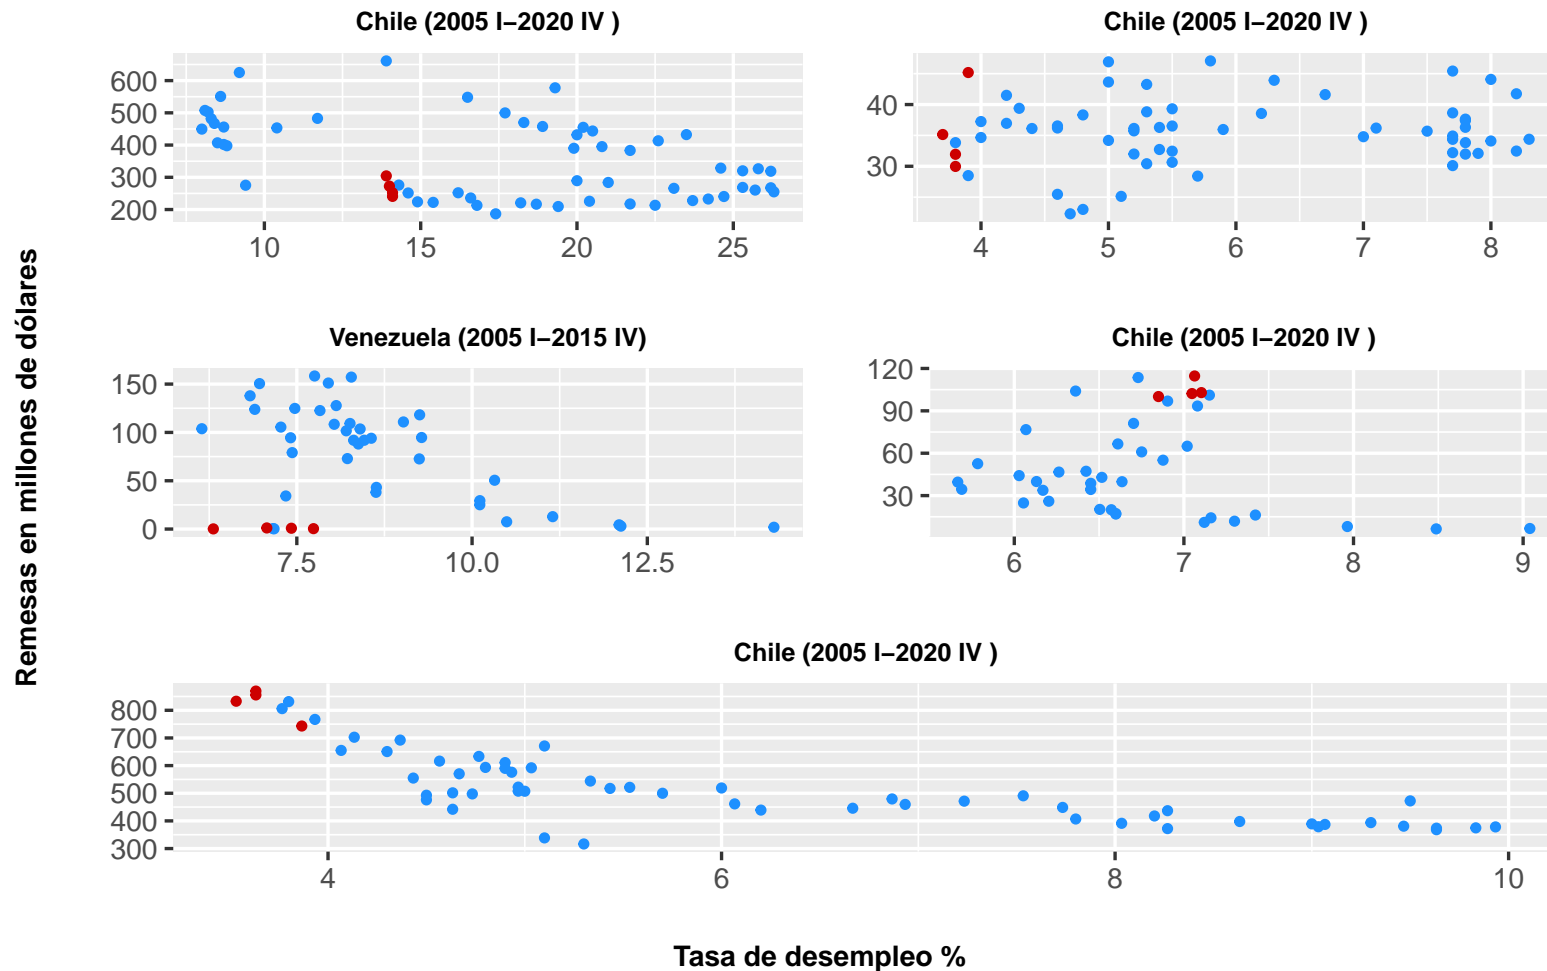 Chile (2005 I–2020 IV )
Chile (2005 I–2020 IV )
600
500
400
300
200
10 15 20 25
40
30
4 5 6 7 8
Remesas en millones de dólares
Venezuela (2005 I–2015 IV)
Chile (2005 I–2020 IV )
150
100
50
0
7.5 10.0 12.5
120
90
60
30
6 7 8 9
Chile (2005 I–2020 IV )
800
700
600
500
400
300
4 6 8 10
Tasa de desempleo %